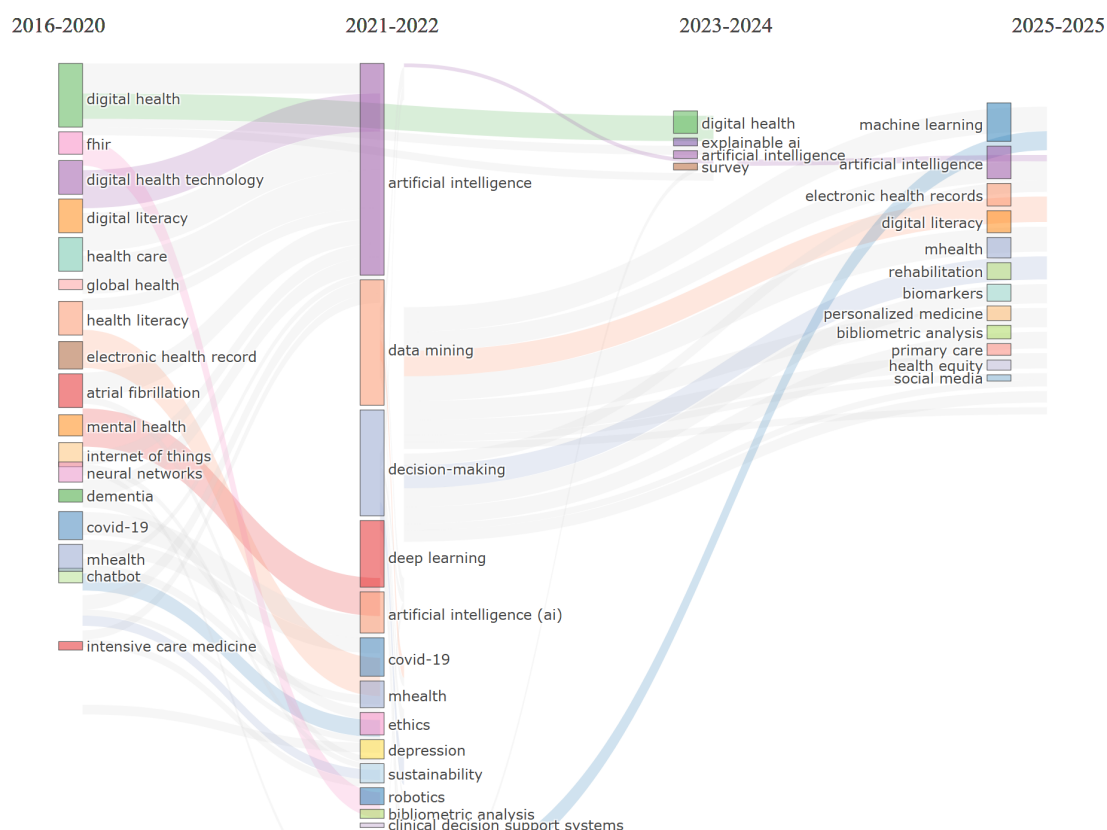 2016-2020
2021-2022
2023-2024
2025-2025
digital health
fhir
digital health technology
digital literacy
health care
global health
health literacy
electronic health record
atrial fibrillation
mental health
internet of things
neural networks
dementia
covid-19
mhealth
chatbot
intensive care medicine
artificial intelligence
data mining
decision-making
deep learning
artificial intelligence (ai)
covid-19
mhealth
ethics
depression
sustainability
robotics
bibliometric analysis
clinical decision support systems
digital health
explainable ai
artificial intelligence
survey
machine learning
artificial intelligence
electronic health records
digital literacy
mhealth
rehabilitation
biomarkers
personalized medicine
bibliometric analysis
primary care
health equity
social media